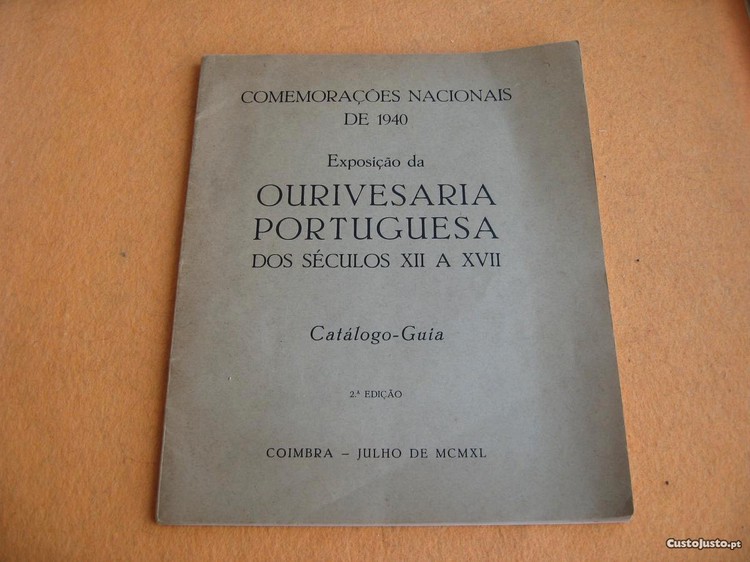 COMEMORAÇÕES NACIONAIS
DE 1940
Exposição da
OURIVESARIA
PORTUGUESA
DOS SÉCULOS XII A XVII
Catálogo-Guia
2.ª EDIÇÃO
COIMBRA – JULHO DE MCMXL
CustoJusto.pt